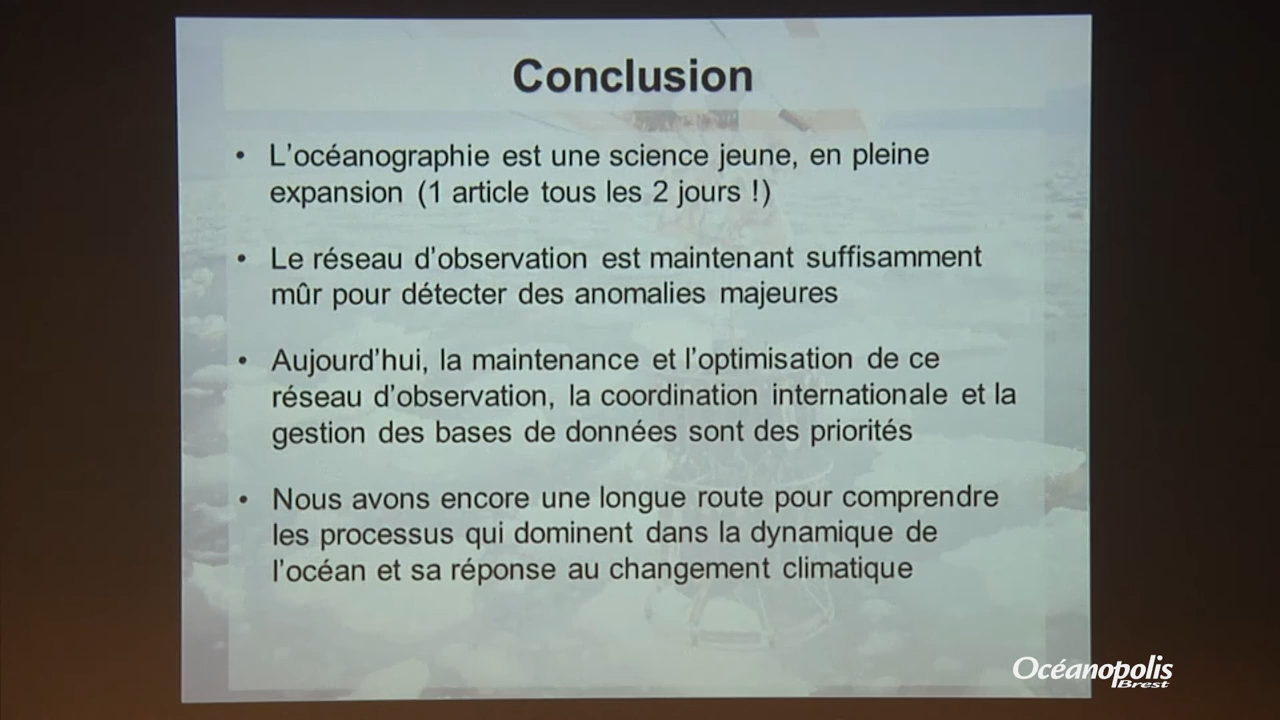 Conclusion
• L'océanographie est une science jeune, en pleine
expansion (1 article tous les 2 jours !)
• Le réseau d'observation est maintenant suffisamment
mûr pour détecter des anomalies majeures
• Aujourd'hui, la maintenance et l'optimisation de ce
réseau d'observation, la coordination internationale et la
gestion des bases de données sont des priorités
• Nous avons encore une longue route pour comprendre
les processus qui dominent dans la dynamique de
l'océan et sa réponse au changement climatique
Océanopolis
Brest